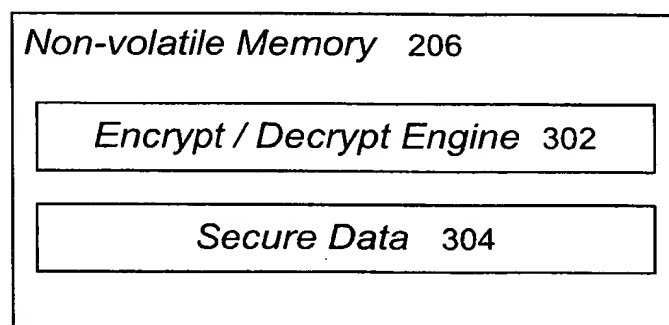 Non-volatile Memory 206
Encrypt / Decrypt Engine 302
Secure Data 304